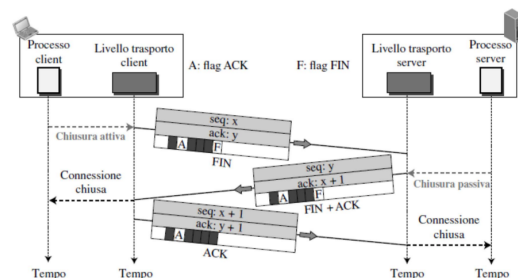 Processo
client
Livello trasporto
client
A: flag ACK
F: flag FIN
Livello trasporto
server
Processo
server
Chiusura attiva
seq: x
ack: y
A F
FIN
Connessione
chiusa
seq: y
ack: x + 1
A F
FIN + ACK
Chiusura passiva
seq: x + 1
ack: y + 1
A
ACK
Connessione
chiusa
Tempo
Tempo
Tempo
Tempo